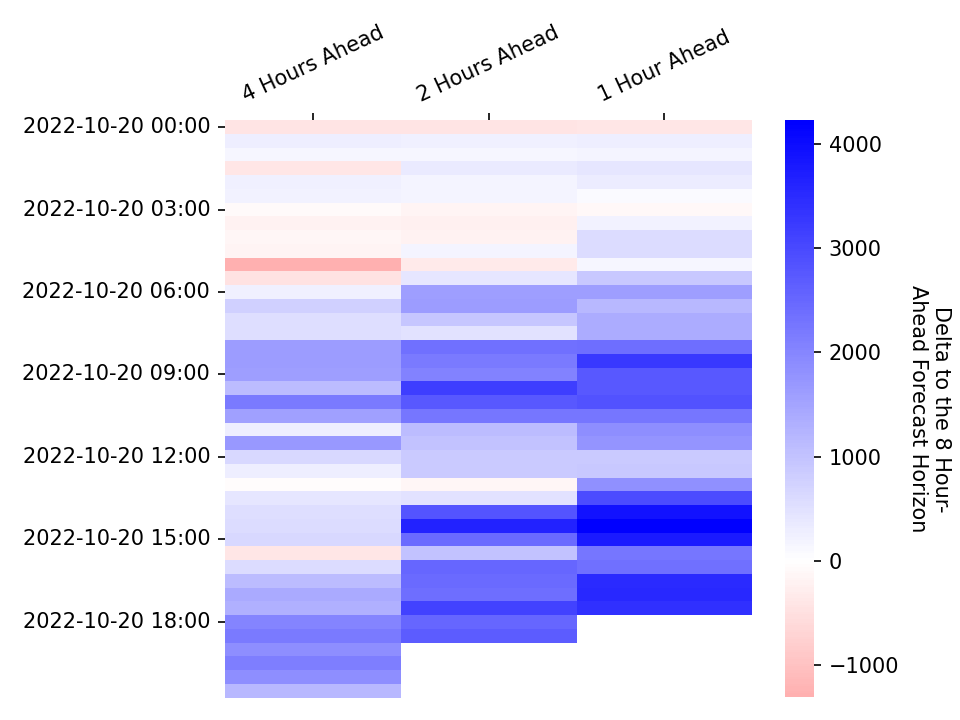 4 Hours Ahead
2 Hours Ahead
1 Hour Ahead
2022-10-20 00:00
2022-10-20 03:00
2022-10-20 06:00
2022-10-20 09:00
2022-10-20 12:00
2022-10-20 15:00
2022-10-20 18:00
4000
3000
2000
1000
0
−1000
Delta to the 8 Hour-
Ahead Forecast Horizon